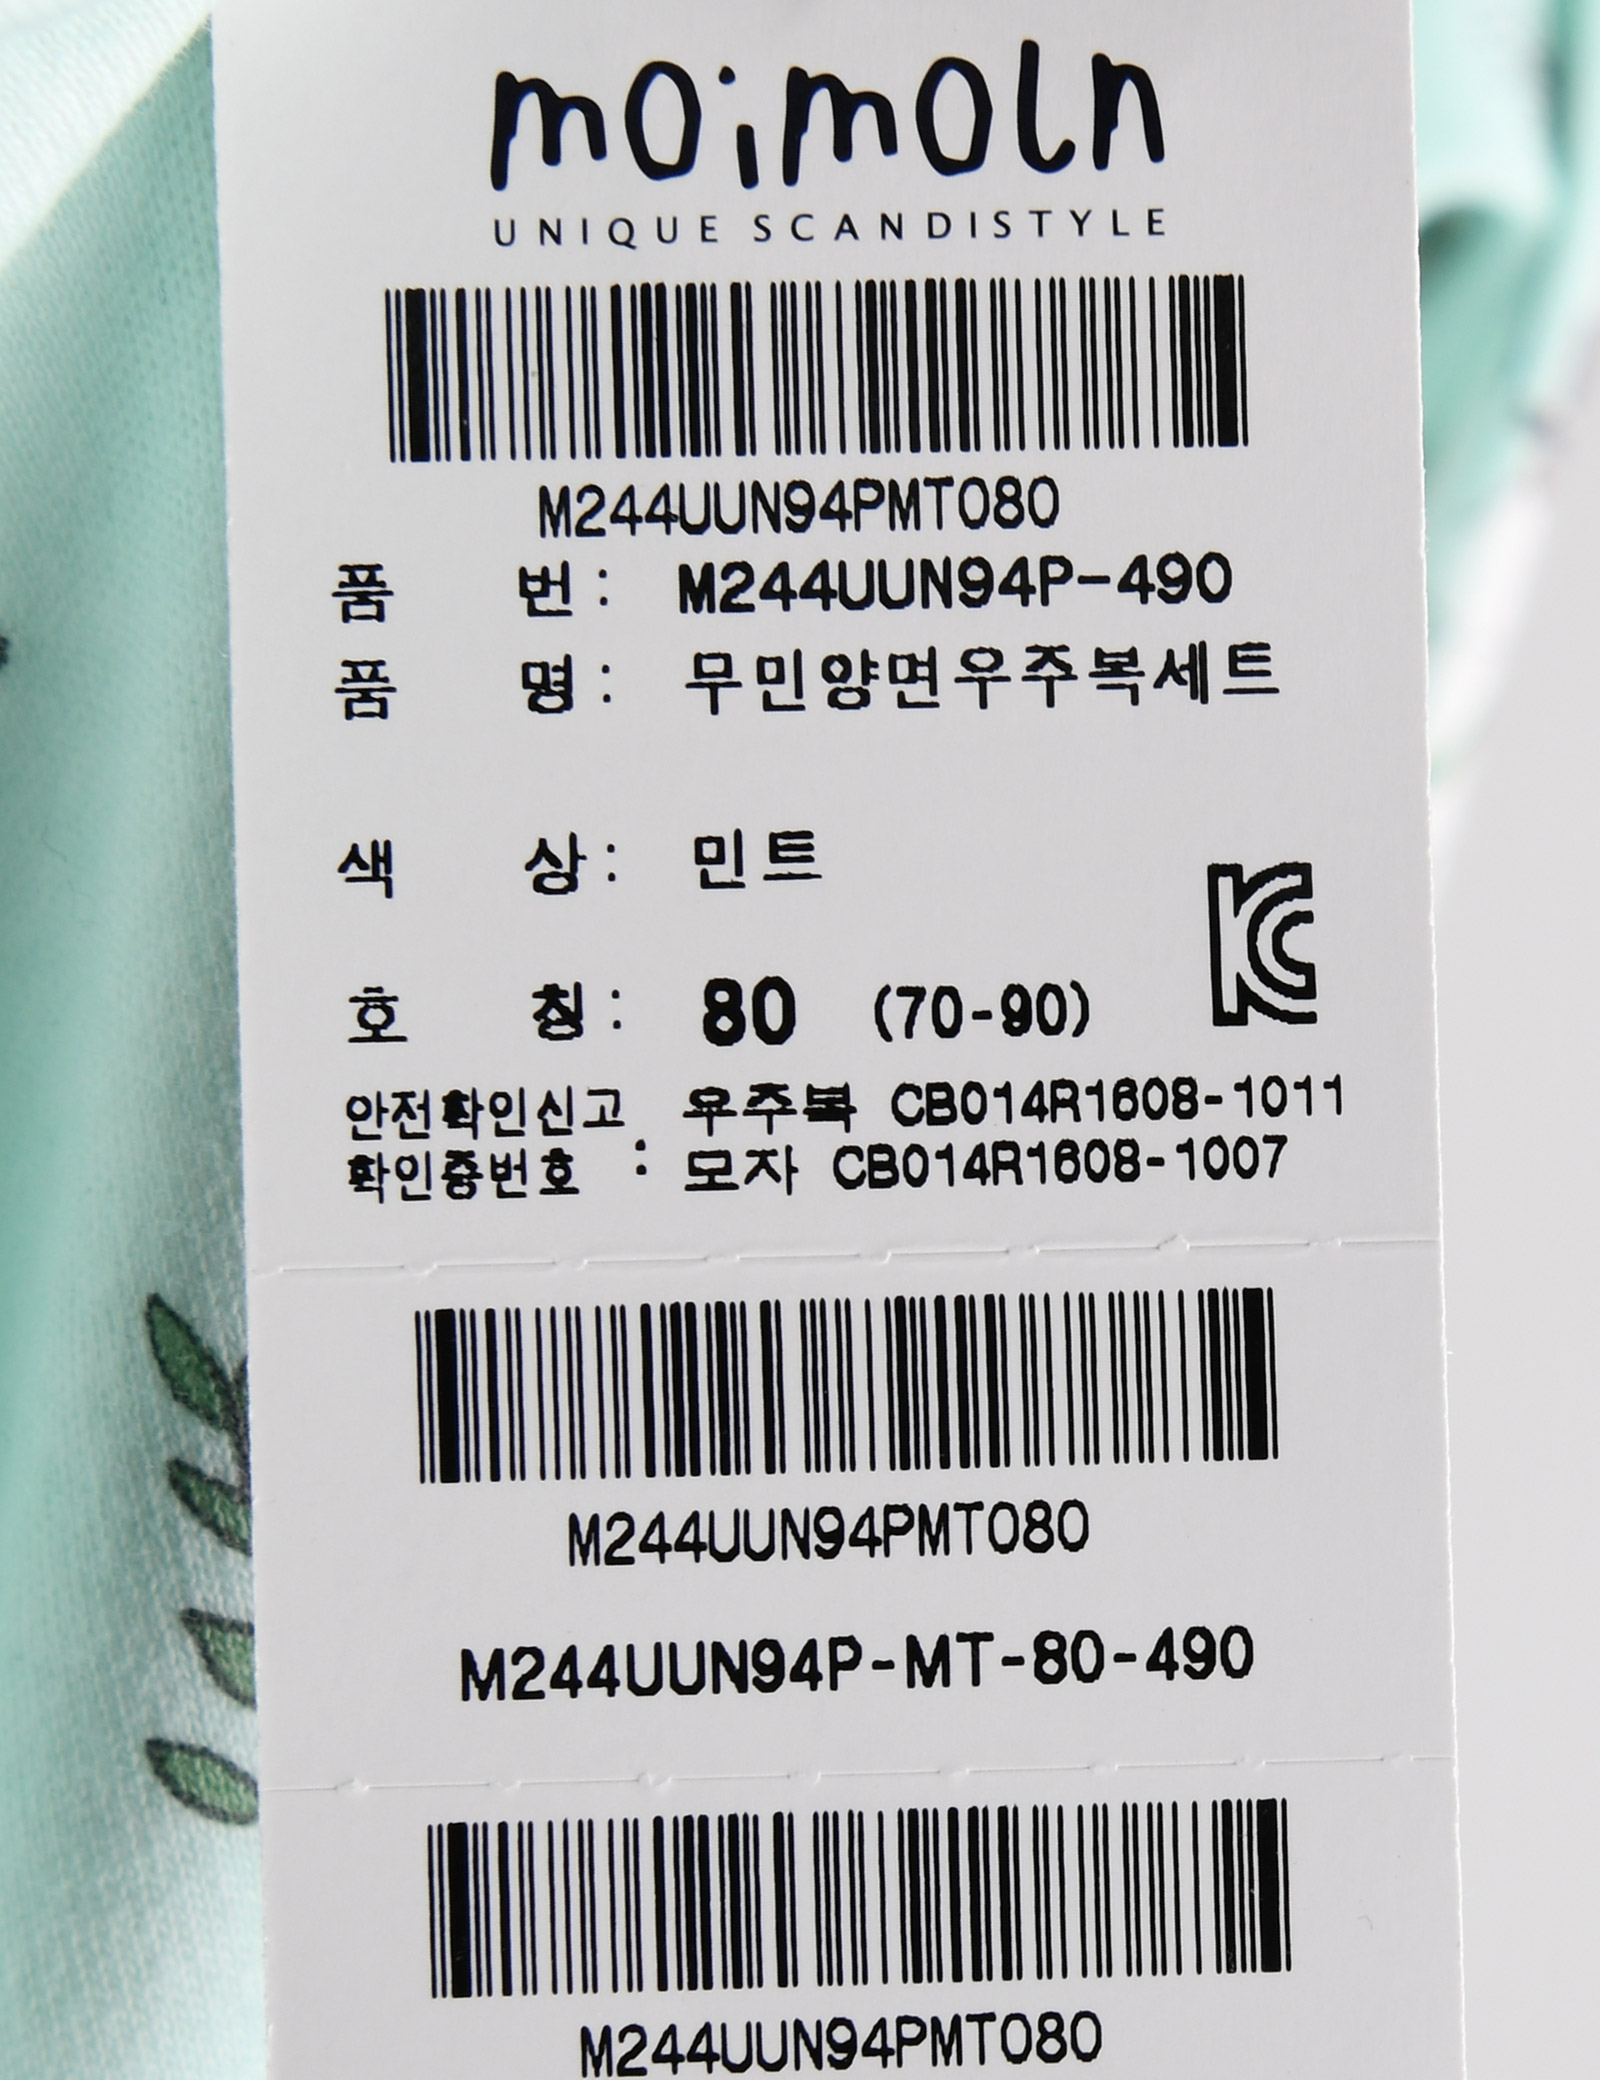 moimoln
UNIQUE SCANDISTYLE
M244UUN94PMT080
품 번 : M244UUN94P-490
품 명 : 무민양면우주복세트
색 상 : 민트
KC
호 칭 : 80 (70-90)
안전확인신고 우주복 CB014R1608-1011
확인증번호 : 모자 CB014R1608-1007
M244UUN94PMT080
M244UUN94P-MT-80-490
M244UUN94PMT080